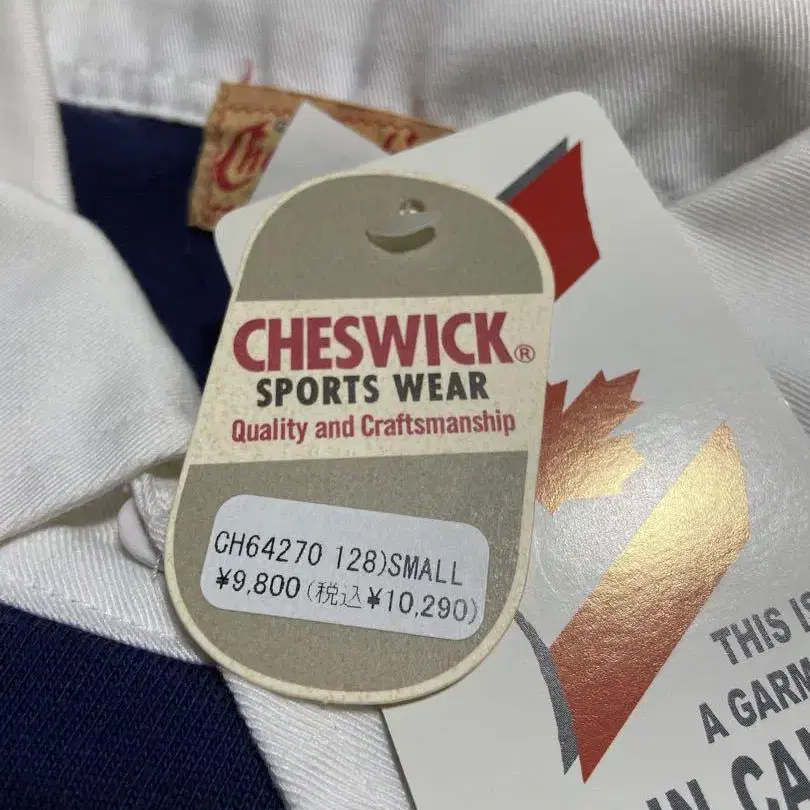 CHESWICK®
SPORTS WEAR
Quality and Craftsmanship
CH64270 128)SMALL
¥9,800(税込¥10,290)
THIS IS
A GARM
IN CAN